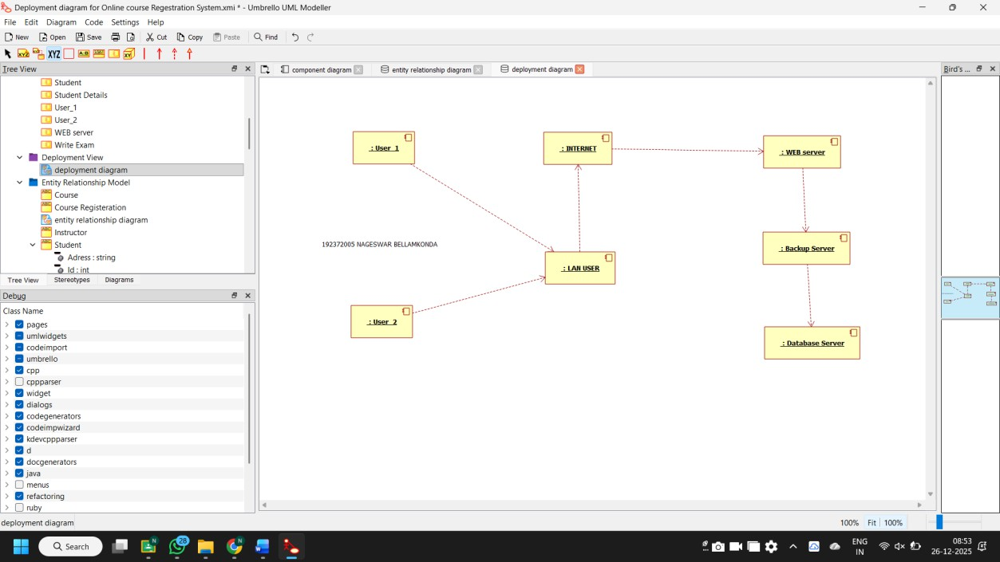 Deployment diagram for Online course Regestration System.xmi * - Umbrello UML Modeller
File Edit Diagram Code Settings Help
New Open Save Cut Copy Paste Find
XYZ
Tree View
Student
Student Details
User_1
User_2
WEB server
Write Exam
Deployment View
deployment diagram
Entity Relationship Model
Course
Course Registeration
entity relationship diagram
Instructor
Student
Adress : string
Id : int
Tree View Stereotypes Diagrams
Debug
Class Name
pages
umlwidgets
codeimport
umbrello
cpp
cppparser
widget
dialogs
codegenerators
codeimpwizard
kdevcppparser
d
docgenerators
java
menus
refactoring
ruby
component diagram entity relationship diagram deployment diagram
: User_1
: INTERNET
: WEB server
192372005 NAGESWAR BELLAMKONDA
: LAN USER
: Backup Server
: User_2
: Database Server
Bird's ...
deployment diagram
100% Fit 100%
Search
28
ENG
IN
08:53
26-12-2025